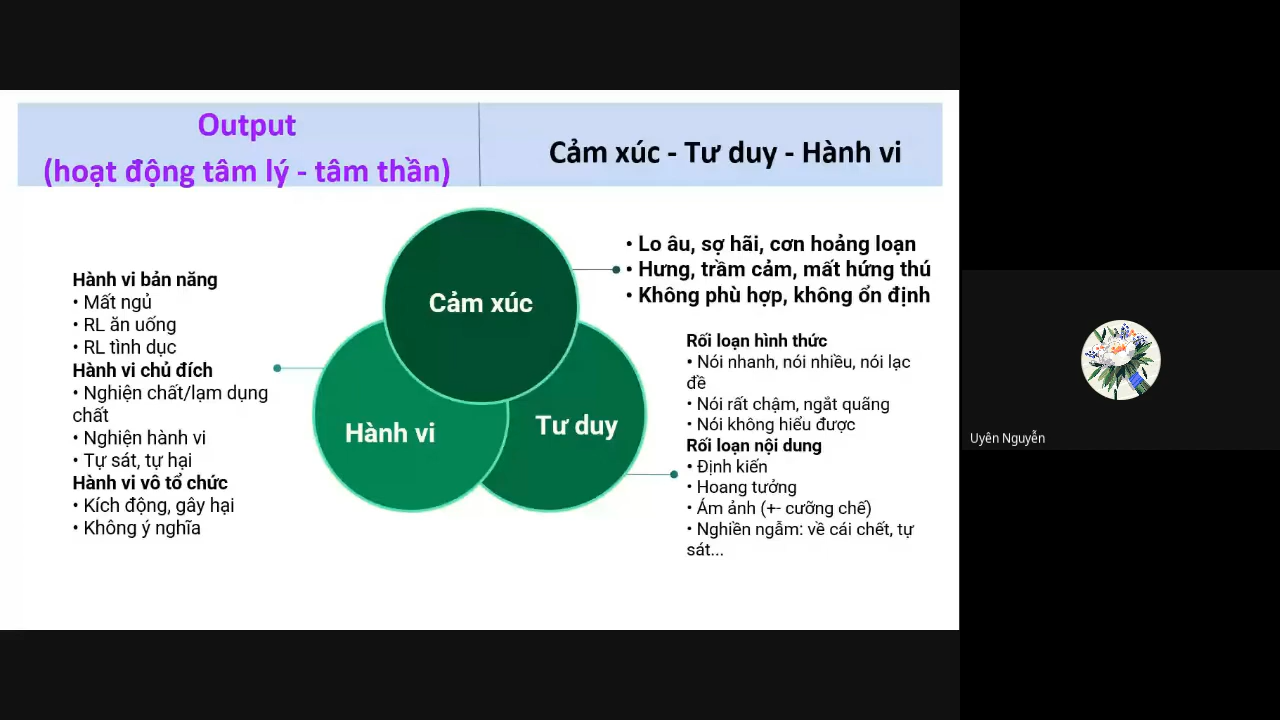 Output
(hoạt động tâm lý - tâm thần)
Cảm xúc - Tư duy - Hành vi
Cảm xúc
Hành vi
Tư duy
• Lo âu, sợ hãi, cơn hoảng loạn
• Hưng, trầm cảm, mất hứng thú
• Không phù hợp, không ổn định
Hành vi bản năng
• Mất ngủ
• RL ăn uống
• RL tình dục
Hành vi chủ đích
• Nghiện chất/lạm dụng
chất
• Nghiện hành vi
• Tự sát, tự hại
Hành vi vô tổ chức
• Kích động, gây hại
• Không ý nghĩa
Rối loạn hình thức
• Nói nhanh, nói nhiều, nói lạc
đề
• Nói rất chậm, ngắt quãng
• Nói không hiểu được
Rối loạn nội dung
• Định kiến
• Hoang tưởng
• Ám ảnh (+- cưỡng chế)
• Nghiền ngẫm: về cái chết, tự
sát...
Uyên Nguyễn